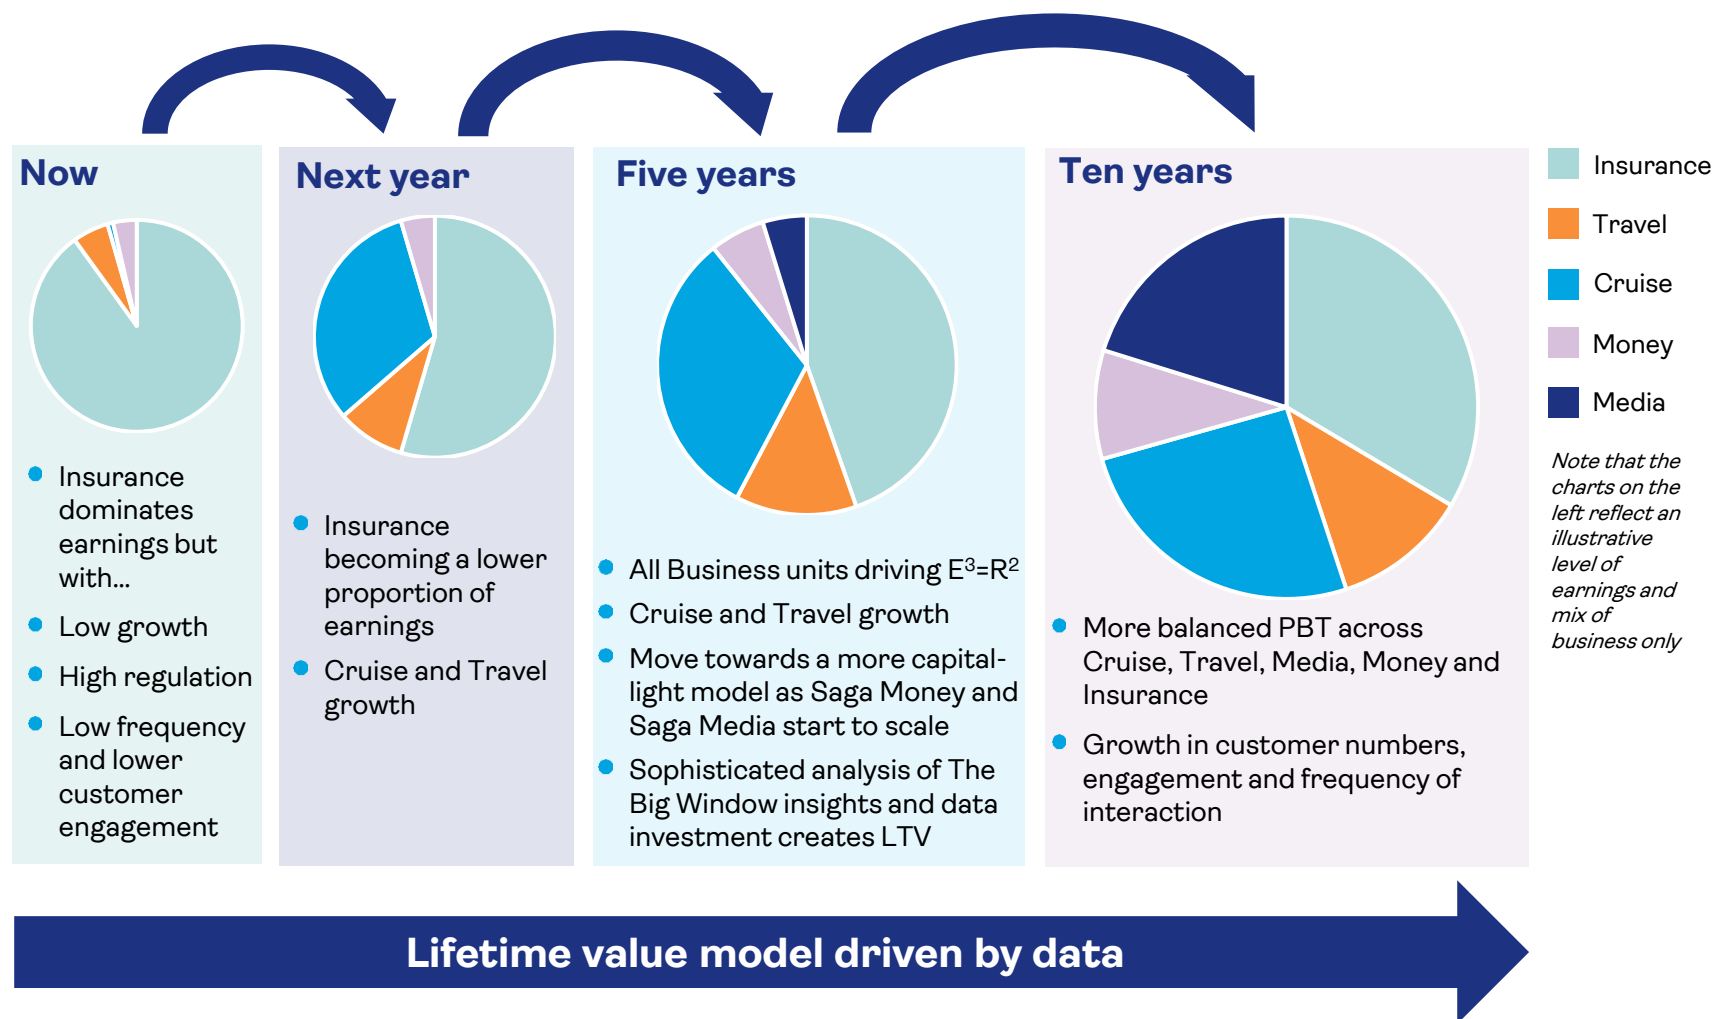 Now
Insurance
dominates
earnings but
with...
Low growth
High regulation
Low frequency
and lower
customer
engagement
Next year
Insurance
becoming a lower
proportion of
earnings
Cruise and Travel
growth
Five years
All Business units driving E³=R²
Cruise and Travel growth
Move towards a more capital-
light model as Saga Money and
Saga Media start to scale
Sophisticated analysis of The
Big Window insights and data
investment creates LTV
Ten years
More balanced PBT across
Cruise, Travel, Media, Money and
Insurance
Growth in customer numbers,
engagement and frequency of
interaction
Insurance
Travel
Cruise
Money
Media
Note that the
charts on the
left reflect an
illustrative
level of
earnings and
mix of
business only
Lifetime value model driven by data